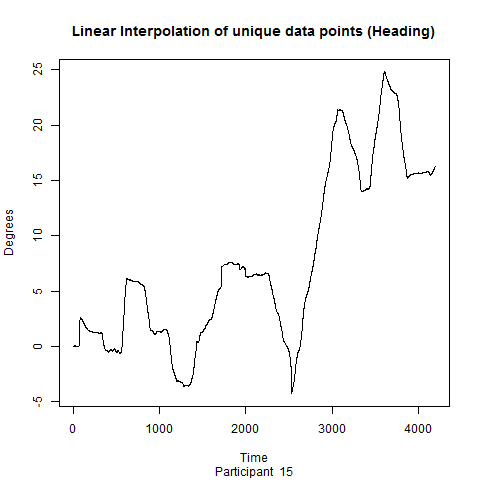 Linear Interpolation of unique data points (Heading)
25
20
15
10
5
0
-5
Degrees
0 1000 2000 3000 4000
Time
Participant 15